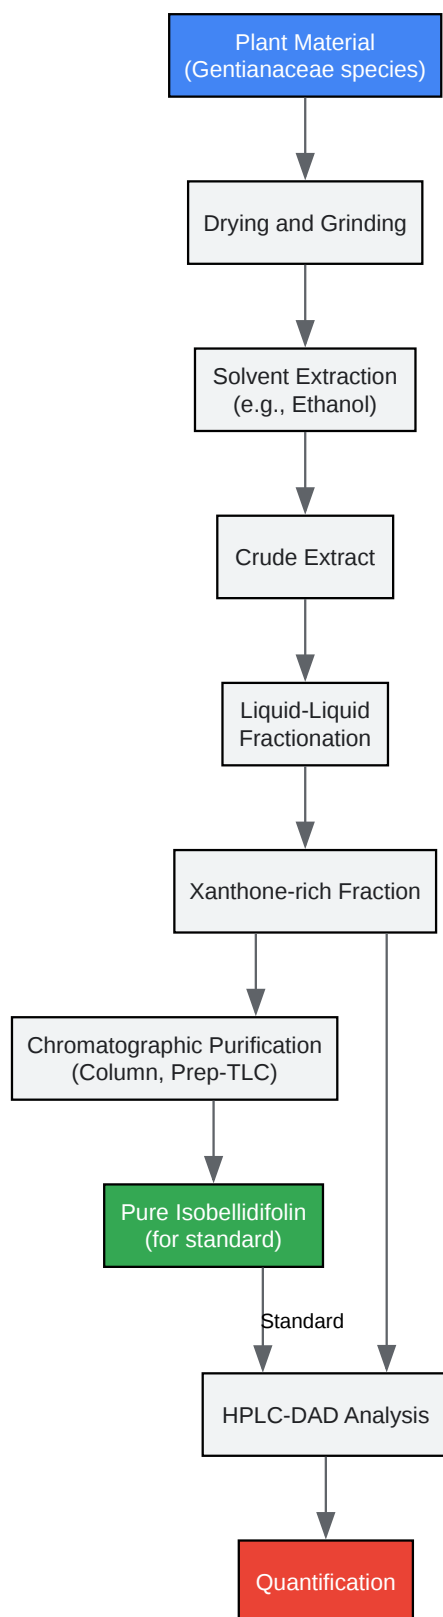 Plant Material
(Gentianaceae species)
Drying and Grinding
Solvent Extraction
(e.g., Ethanol)
Crude Extract
Liquid-Liquid
Fractionation
Xanthone-rich Fraction
Chromatographic Purification
(Column, Prep-TLC)
Pure Isobellidifolin
(for standard)
Standard
HPLC-DAD Analysis
Quantification